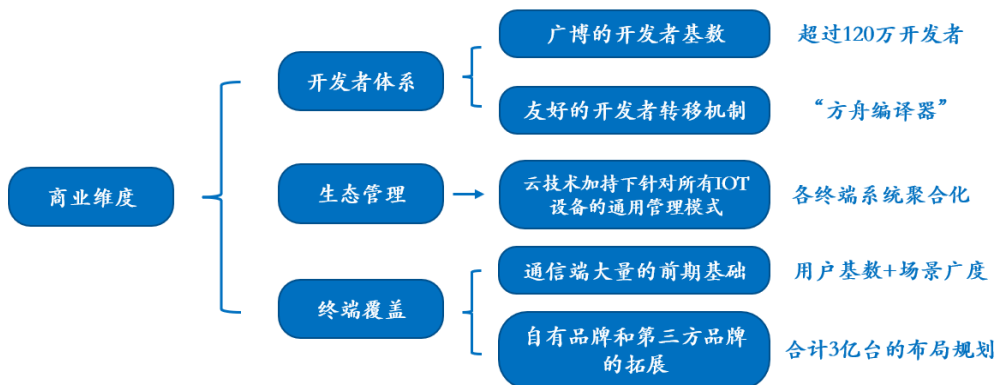 广博的开发者基数
超过120万开发者
开发者体系
友好的开发者转移机制
“方舟编译器”
商业维度
生态管理
云技术加持下针对所有IOT
设备的通用管理模式
各终端系统聚合化
通信端大量的前期基础
用户基数+场景广度
终端覆盖
自有品牌和第三方品牌
的拓展
合计3亿台的布局规划